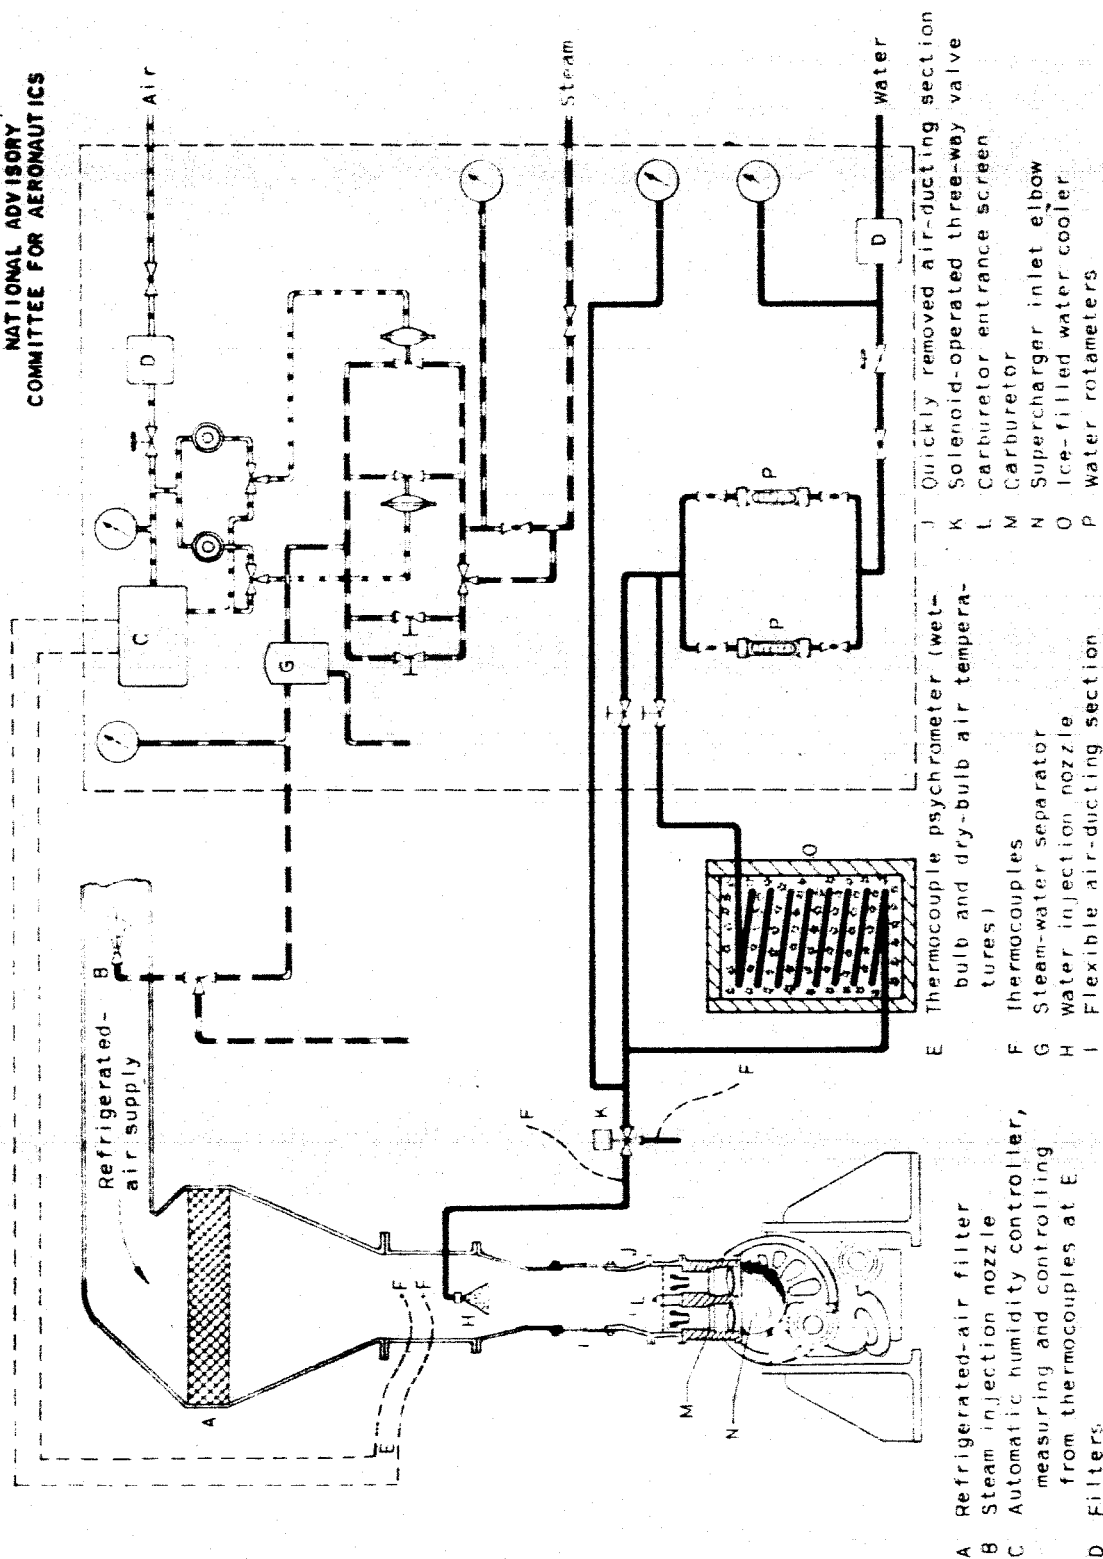 NATIONAL ADVISORY
COMMITTEE FOR AERONAUTICS
Air
Steam
Water
Refrigerated-
air supply
A
B
C
D
D
E
F
F
F
F
G
H
I
J
K
L
M
N
O
P
P
A Refrigerated-air filter
B Steam injection nozzle
C Automatic humidity controller,
measuring and controlling
from thermocouples at E
D Filters
E Thermocouple psychrometer (wet-
bulb and dry-bulb air tempera-
tures)
F Thermocouples
G Steam-water separator
H Water injection nozzle
I Flexible air-ducting section
J Quickly removed air-ducting section
K Solenoid-operated three-way valve
L Carburetor entrance screen
M Carburetor
N Supercharger inlet elbow
O Ice-filled water cooler
P Water rotameters